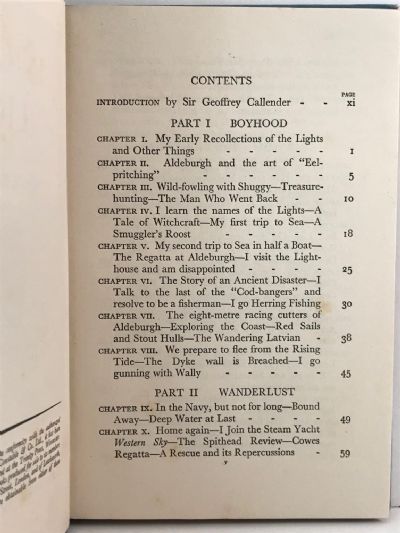 CONTENTS
PAGE
INTRODUCTION by Sir Geoffrey Callender - - xi
PART I BOYHOOD
CHAPTER I. My Early Recollections of the Lights
and Other Things - - - - - 1
CHAPTER II. Aldeburgh and the art of "Eel-
pritching" - - - - - - 5
CHAPTER III. Wild-fowling with Shuggy—Treasure-
hunting—The Man Who Went Back - - 10
CHAPTER IV. I learn the names of the Lights—A
Tale of Witchcraft—My first trip to Sea—A
Smuggler's Roost - - - - - 18
CHAPTER V. My second trip to Sea in half a Boat—
The Regatta at Aldeburgh—I visit the Light-
house and am disappointed - - - - 25
CHAPTER VI. The Story of an Ancient Disaster—I
Talk to the last of the "Cod-bangers" and
resolve to be a fisherman—I go Herring Fishing 30
CHAPTER VII. The eight-metre racing cutters of
Aldeburgh—Exploring the Coast—Red Sails
and Stout Hulls—The Wandering Latvian - 38
CHAPTER VIII. We prepare to flee from the Rising
Tide—The Dyke wall is Breached—I go
gunning with Wally - - - - - 45
PART II WANDERLUST
CHAPTER IX. In the Navy, but not for long—Bound
Away—Deep Water at Last - - - - 49
CHAPTER X. Home again—I Join the Steam Yacht
Western Sky—The Spithead Review—Cowes
Regatta—A Rescue and its Repercussions - 59
v